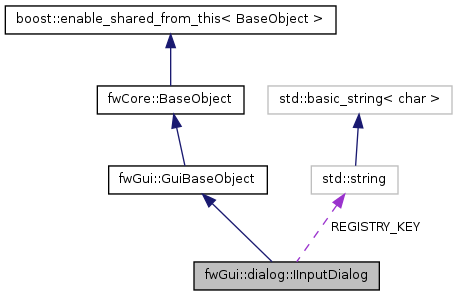 boost::enable_shared_from_this< BaseObject >
fwCore::BaseObject
std::basic_string< char >
fwGui::GuiBaseObject
std::string
REGISTRY_KEY
fwGui::dialog::IInputDialog